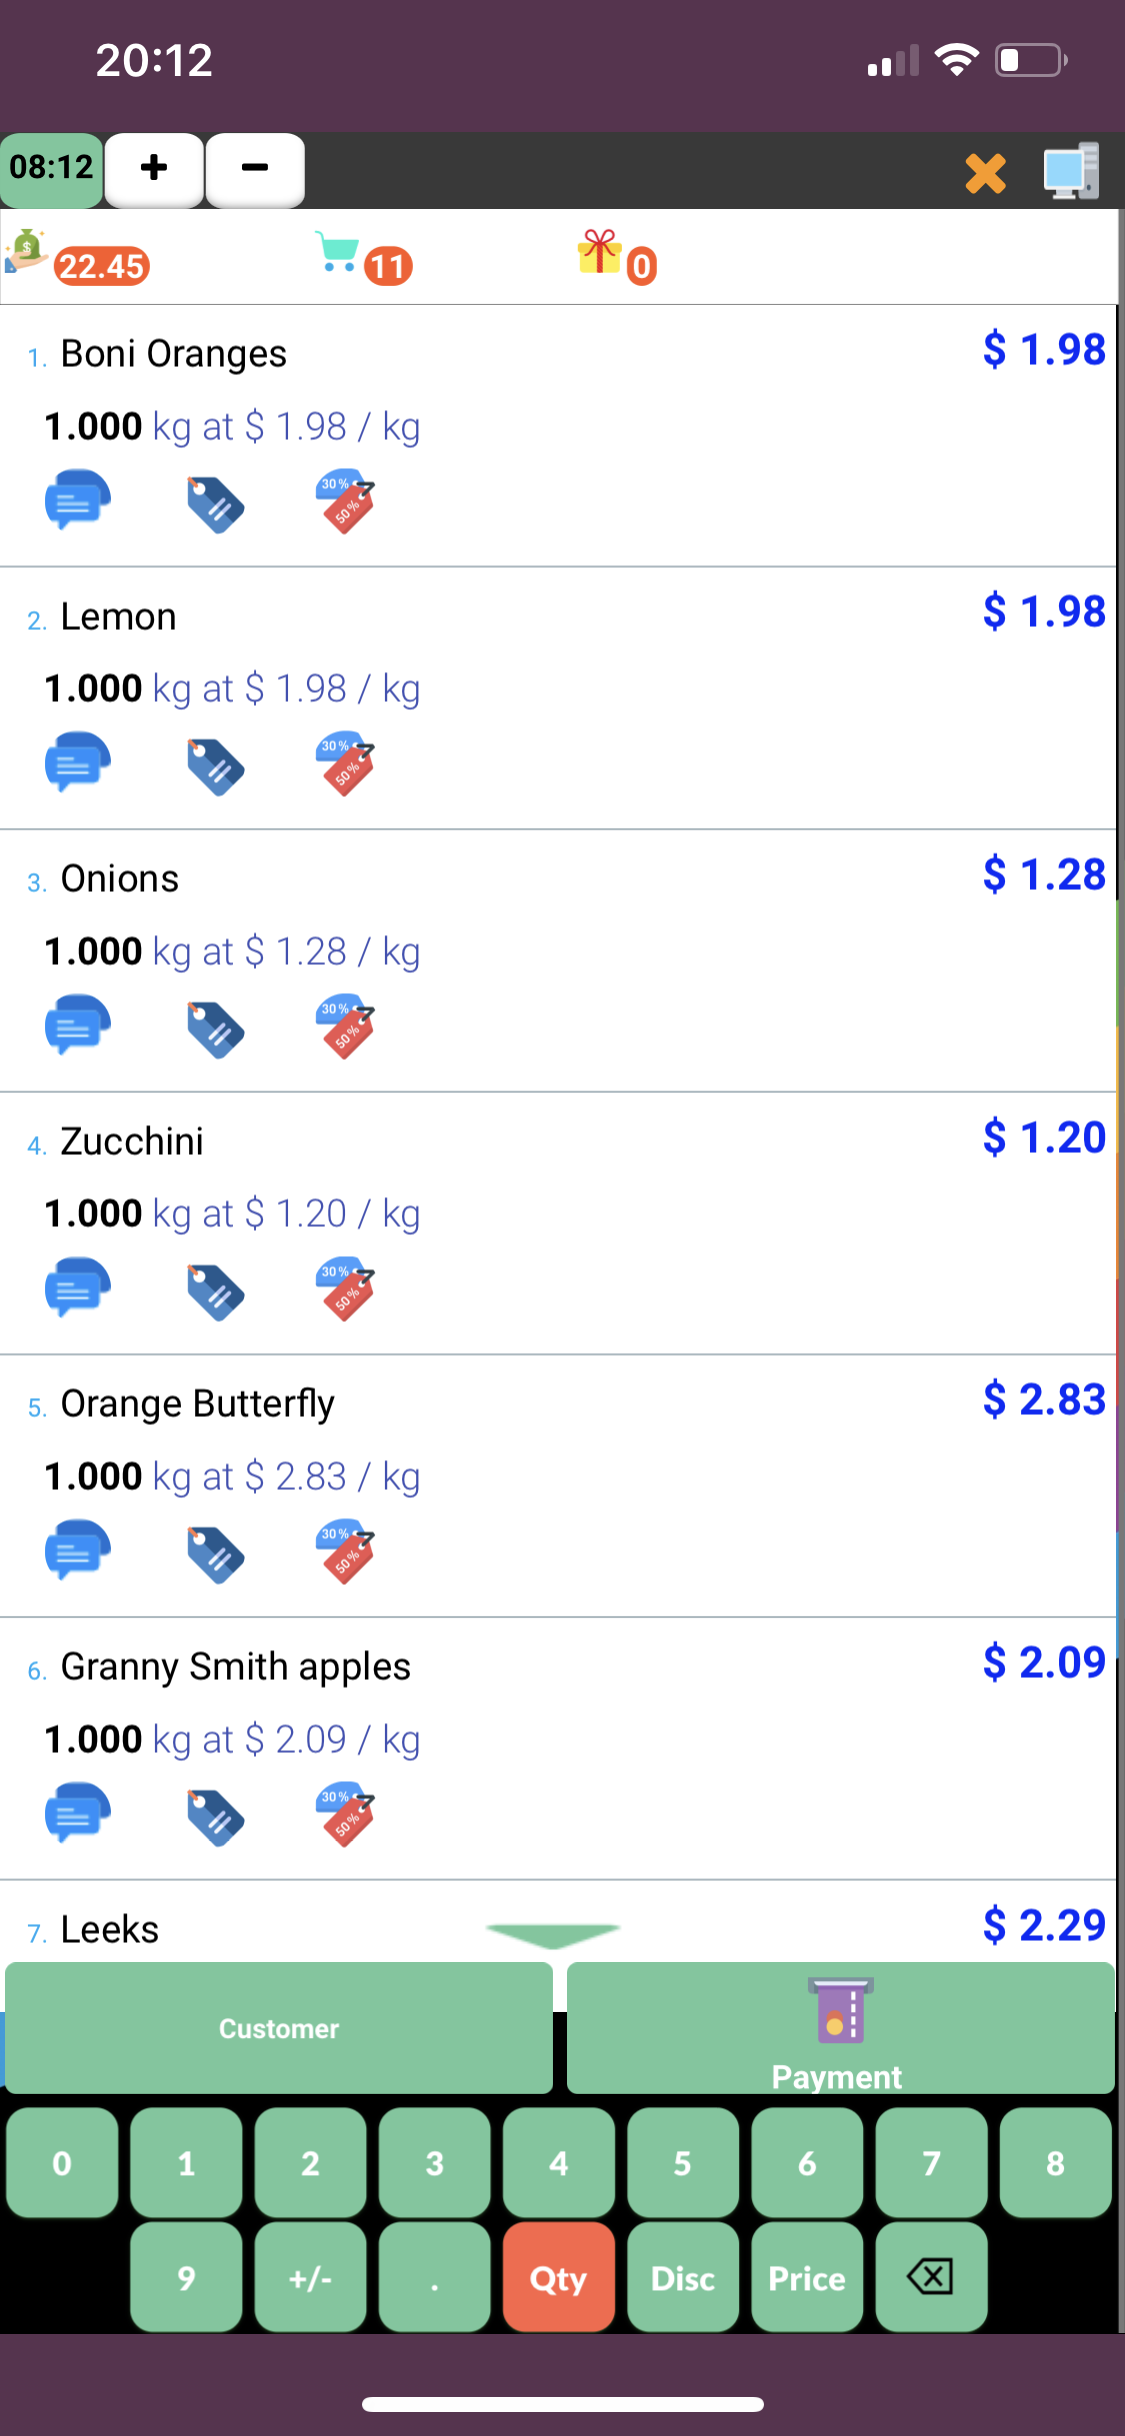 20:12
08:12 + −
22.45 11 0
1. Boni Oranges $ 1.98
1.000 kg at $ 1.98 / kg
30% 50%
2. Lemon $ 1.98
1.000 kg at $ 1.98 / kg
30% 50%
3. Onions $ 1.28
1.000 kg at $ 1.28 / kg
30% 50%
4. Zucchini $ 1.20
1.000 kg at $ 1.20 / kg
30% 50%
5. Orange Butterfly $ 2.83
1.000 kg at $ 2.83 / kg
30% 50%
6. Granny Smith apples $ 2.09
1.000 kg at $ 2.09 / kg
30% 50%
7. Leeks $ 2.29
Customer
Payment
0 1 2 3 4 5 6 7 8
9 +/- . Qty Disc Price